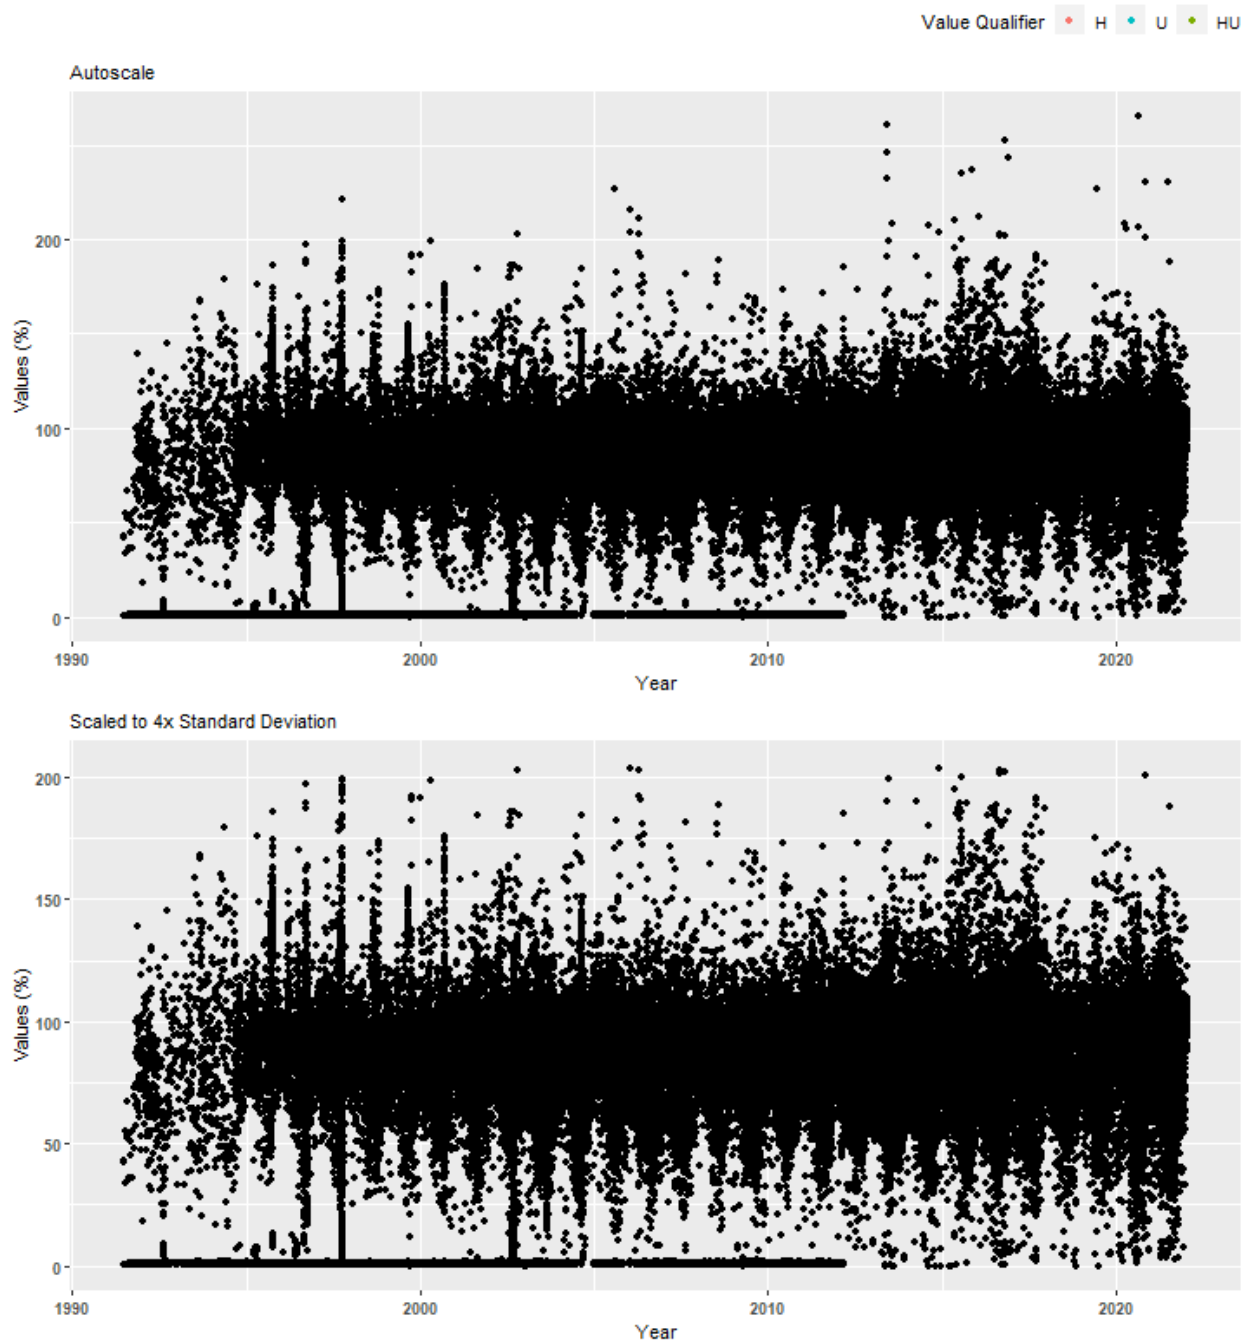 Value Qualifier H U HU
Autoscale
Values (%)
200
100
0
1990 2000 2010 2020
Year
Scaled to 4x Standard Deviation
Values (%)
200
150
100
50
0
1990 2000 2010 2020
Year